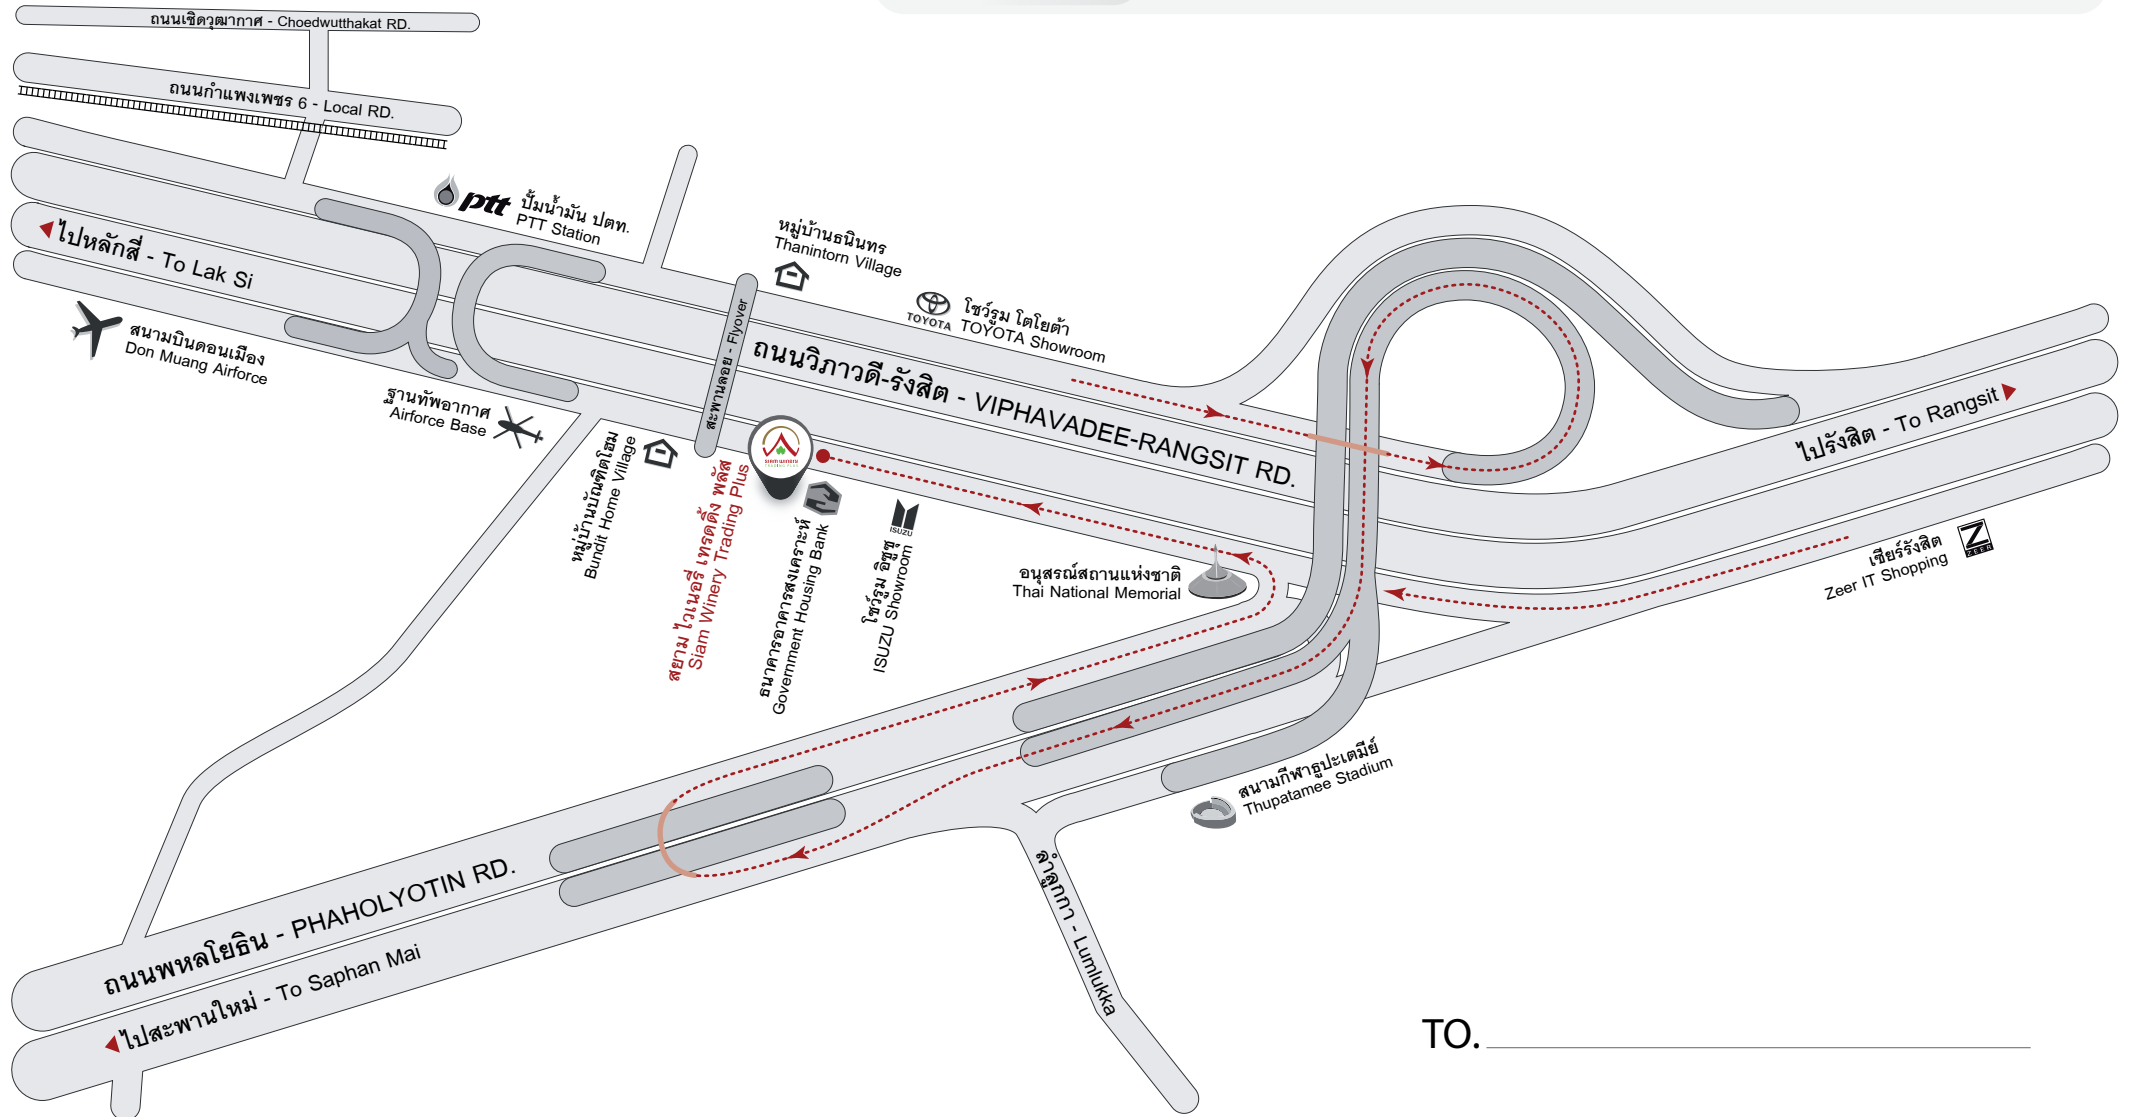 ถนนเชิดวุฒากาศ - Choedwutthakat RD.
ถนนกำแพงเพชร 6 - Local RD.
ptt
ปั้มน้ำมัน ปตท.
PTT Station
หมู่บ้านธนินทร
Thanintorn Village
ไปหลักสี่ - To Lak Si
TOYOTA
โชว์รูม โตโยต้า
TOYOTA Showroom
สนามบินดอนเมือง
Don Muang Airforce
สะพานลอย - Flyover
ถนนวิภาวดี-รังสิต - VIPHAVADEE-RANGSIT RD.
ไปรังสิต - To Rangsit
ฐานทัพอากาศ
Airforce Base
หมู่บ้านบัณฑิตโฮม
Bundit Home Village
SIAM WINERY
TRADING PLUS
สยาม ไวเนอรี่ เทรดดิ้ง พลัส
Siam Winery Trading Plus
ธนาคารอาคารสงเคราะห์
Government Housing Bank
ISUZU
โชว์รูม อิซูซุ
ISUZU Showroom
อนุสรณ์สถานแห่งชาติ
Thai National Memorial
เซียร์รังสิต
Zeer IT Shopping
Z
ZEER
สนามกีฬาธูปะเตมีย์
Thupatamee Stadium
ลำลูกกา - Lumlukka
ถนนพหลโยธิน - PHAHOLYOTIN RD.
ไปสะพานใหม่ - To Saphan Mai
TO.